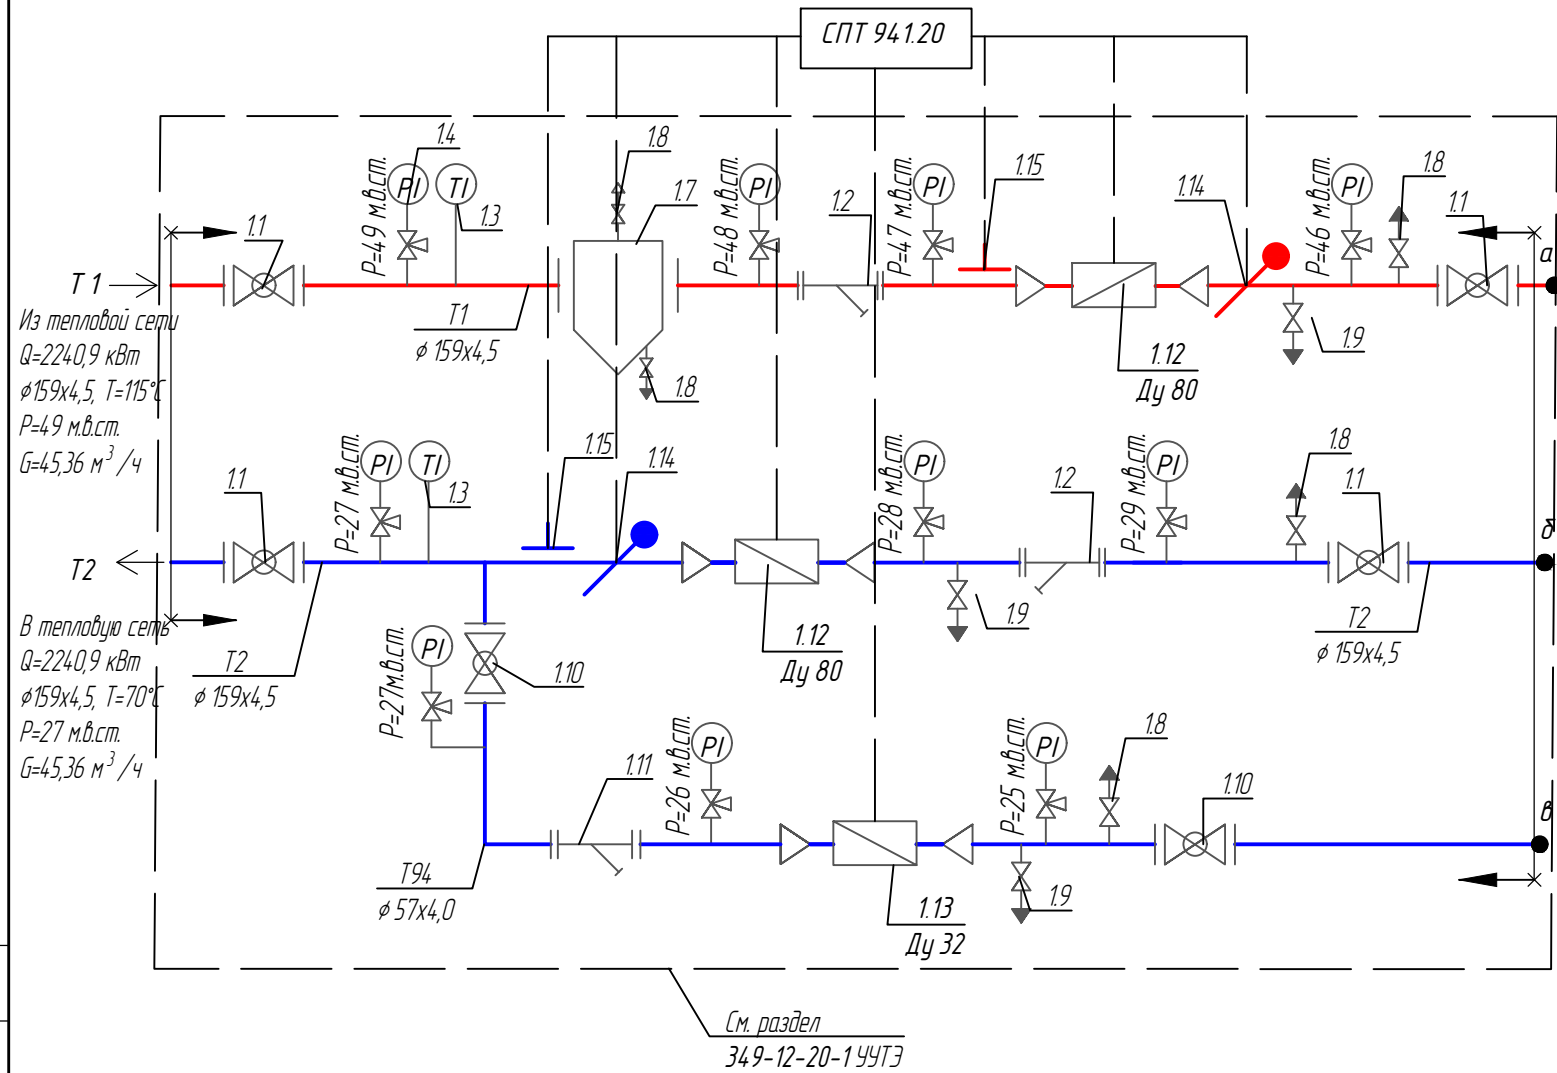 СПТ 941.20
1.4
1.8
P=49 м.в.ст.
PI
TI
1.3
1.7
P=48 м.в.ст.
PI
1.2
P=47 м.в.ст.
PI
1.15
1.14
P=46 м.в.ст.
PI
1.8
1.1
1.1
а
Т 1
Из тепловой сети
Q=2240,9 кВт
ϕ159х4,5, Т=115°С
P=49 м.в.ст.
G=45,36 м³/ч
Т1
ϕ 159х4,5
1.8
1.12
Ду 80
1.9
1.1
P=27 м.в.ст.
PI
TI
1.3
1.15
1.14
P=28 м.в.ст.
PI
1.2
P=29 м.в.ст.
PI
1.8
1.1
б
Т2
В тепловую сеть
Q=2240,9 кВт
ϕ159х4,5, Т=70°С
P=27 м.в.ст.
G=45,36 м³/ч
Т2
ϕ 159х4,5
P=27м.в.ст.
PI
1.10
1.12
Ду 80
1.9
Т2
ϕ 159х4,5
1.11
P=26 м.в.ст.
PI
P=25 м.в.ст.
PI
1.8
1.10
в
Т94
ϕ 57х4,0
1.13
Ду 32
1.9
См. раздел
349-12-20-1 УУТЭ